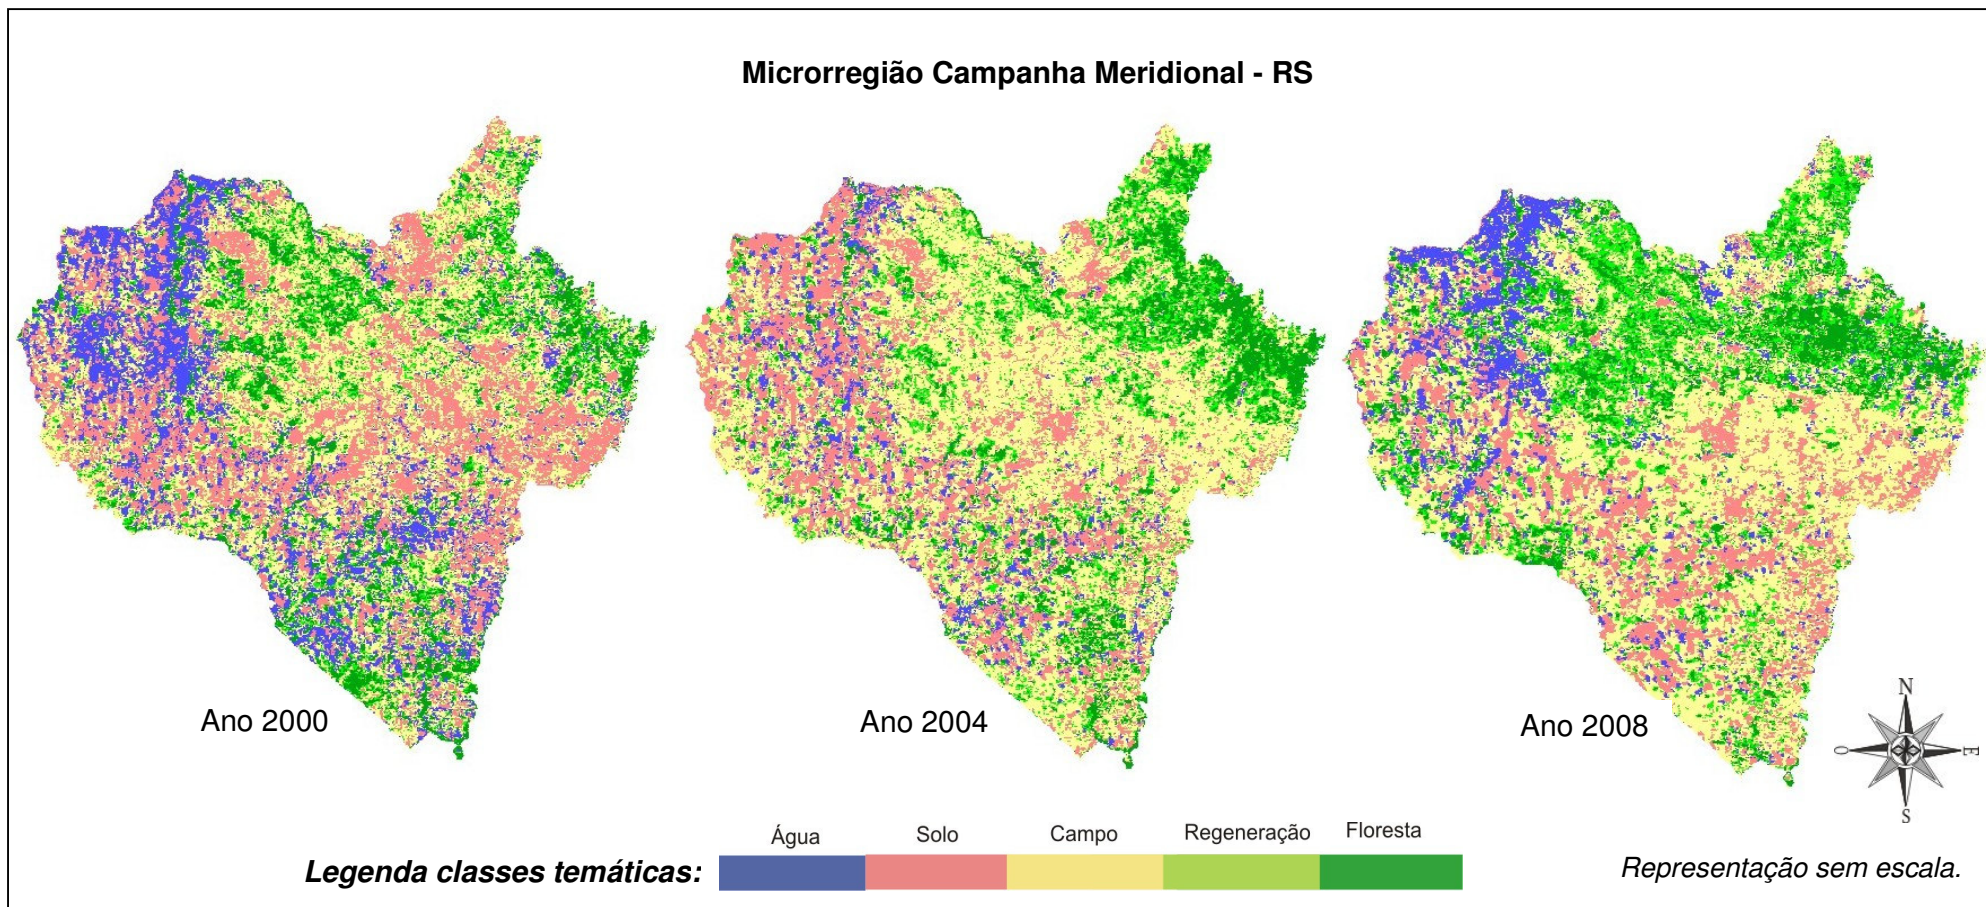 Microrregião Campanha Meridional - RS
Ano 2000
Ano 2004
Ano 2008
N
O
E
S
Água Solo Campo Regeneração Floresta
Legenda classes temáticas:
Representação sem escala.